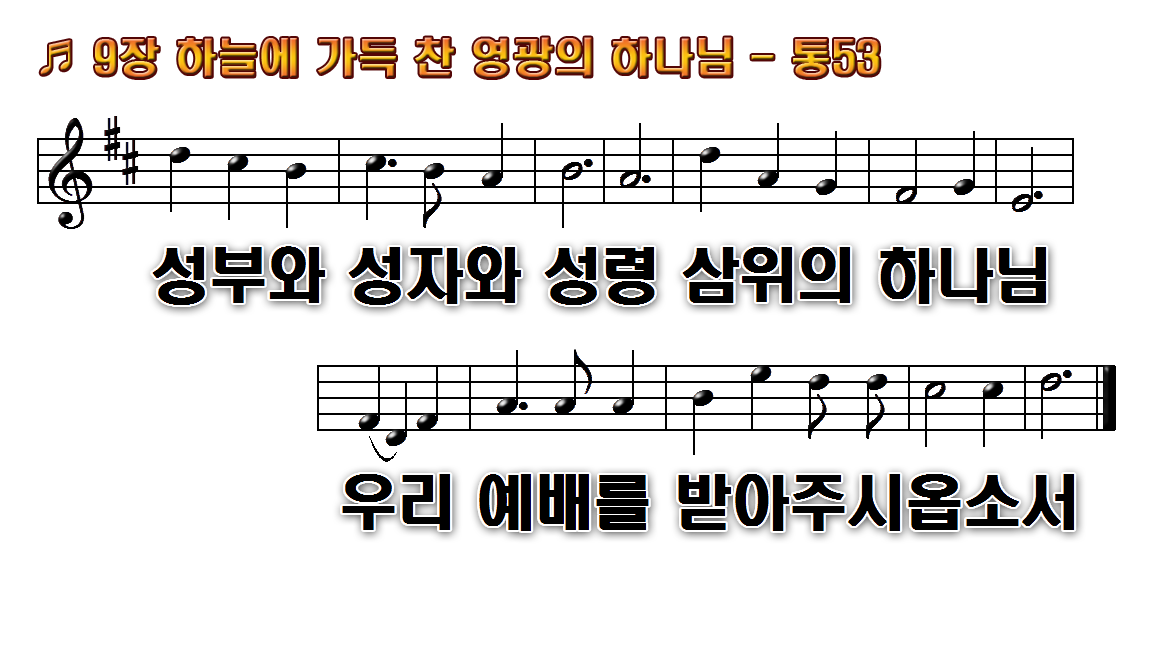 ♬ 9장 하늘에 가득 찬 영광의 하나님 - 통53
성부와 성자와 성령 삼위의 하나님
우리 예배를 받아주시옵소서